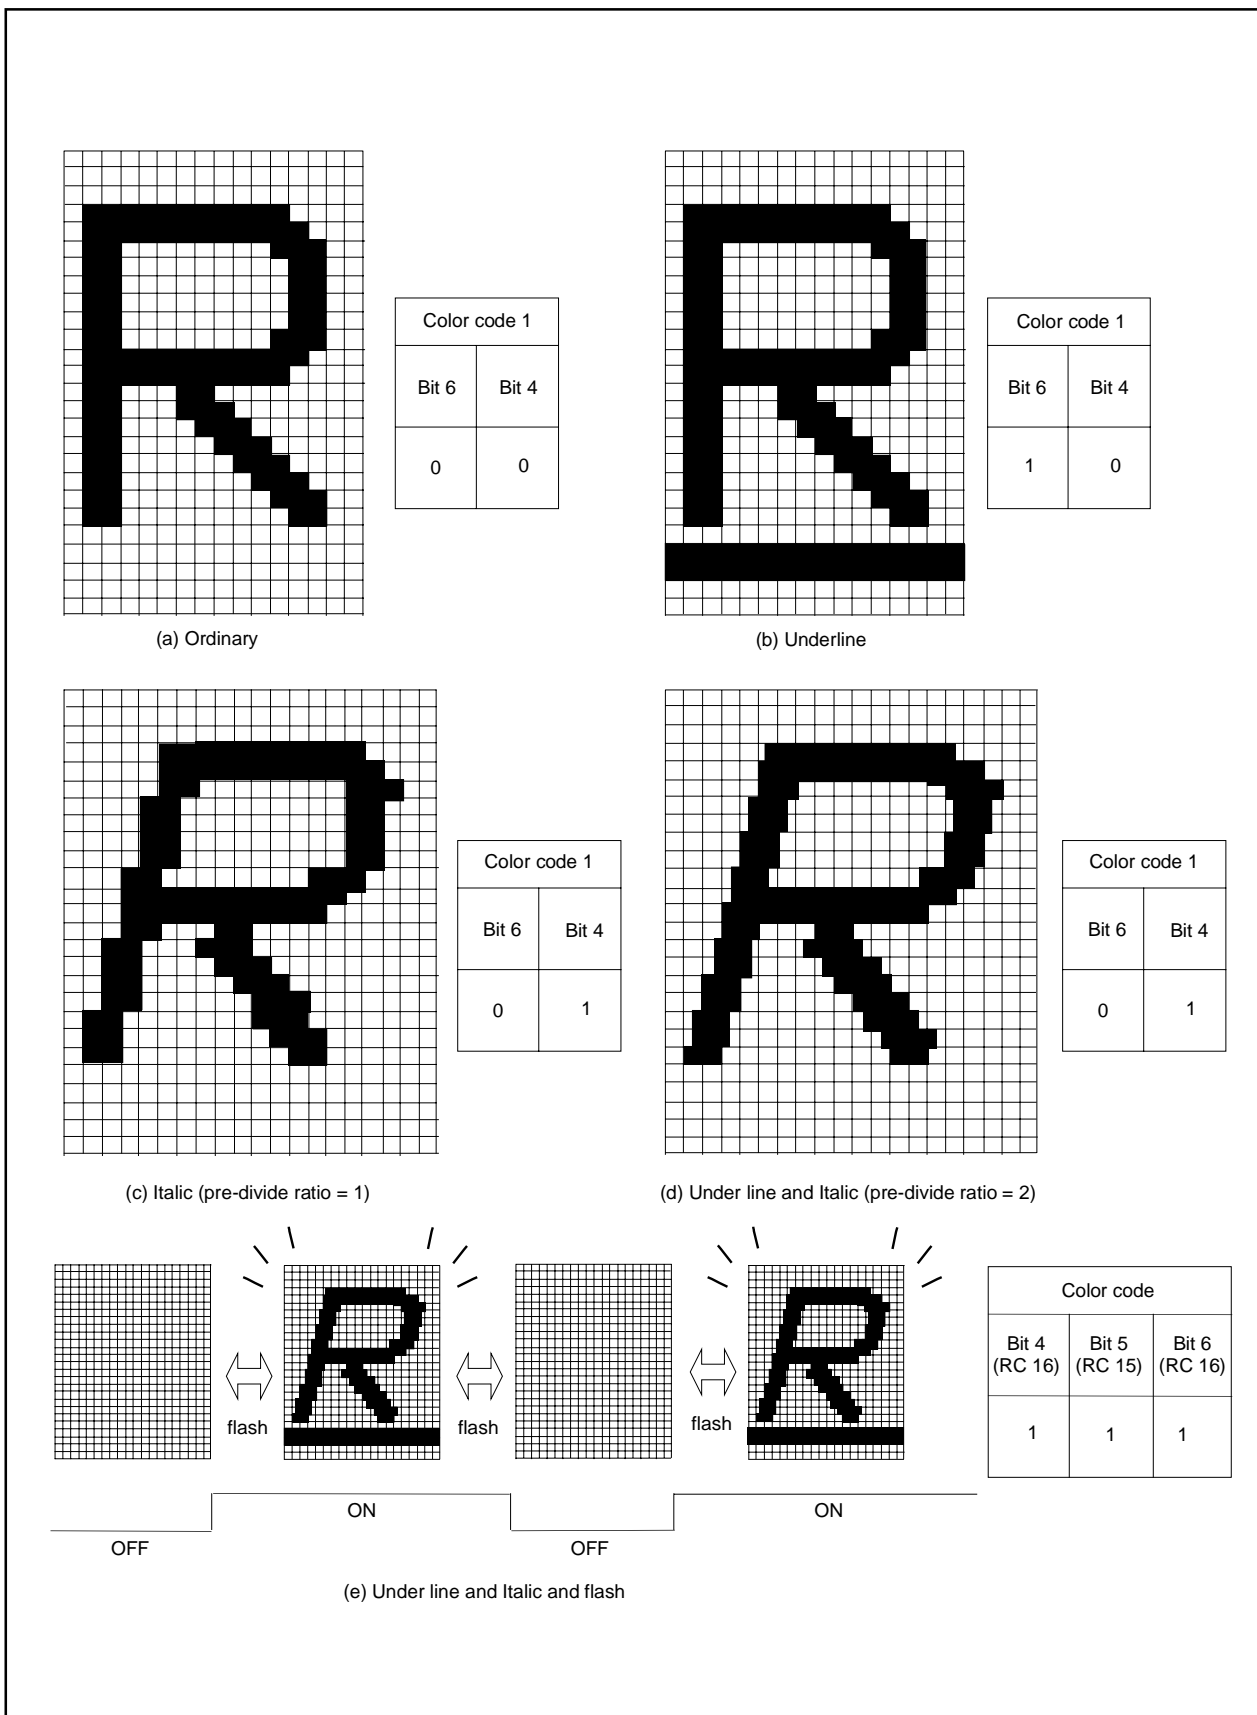 Color code 1
Bit 6 Bit 4
0 0
(a) Ordinary
Color code 1
Bit 6 Bit 4
1 0
(b) Underline
Color code 1
Bit 6 Bit 4
0 1
(c) Italic (pre-divide ratio = 1)
Color code 1
Bit 6 Bit 4
0 1
(d) Under line and Italic (pre-divide ratio = 2)
flash flash flash
Color code
Bit 4 Bit 5 Bit 6
(RC 16) (RC 15) (RC 16)
1 1 1
ON ON
OFF OFF
(e) Under line and Italic and flash